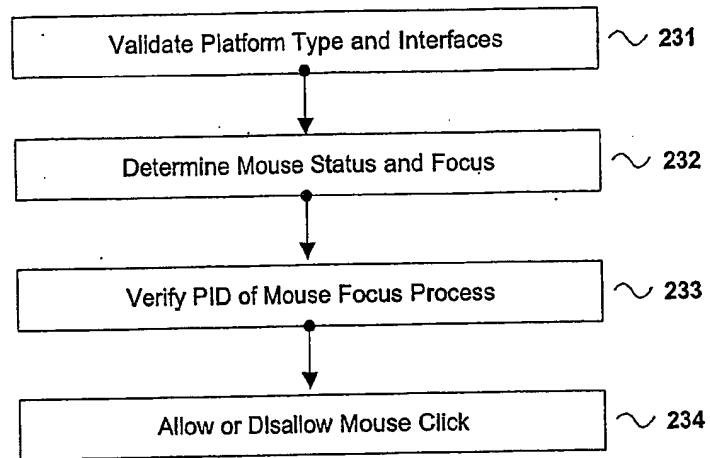 Validate Platform Type and Interfaces 231
Determine Mouse Status and Focus 232
Verify PID of Mouse Focus Process 233
Allow or Disallow Mouse Click 234